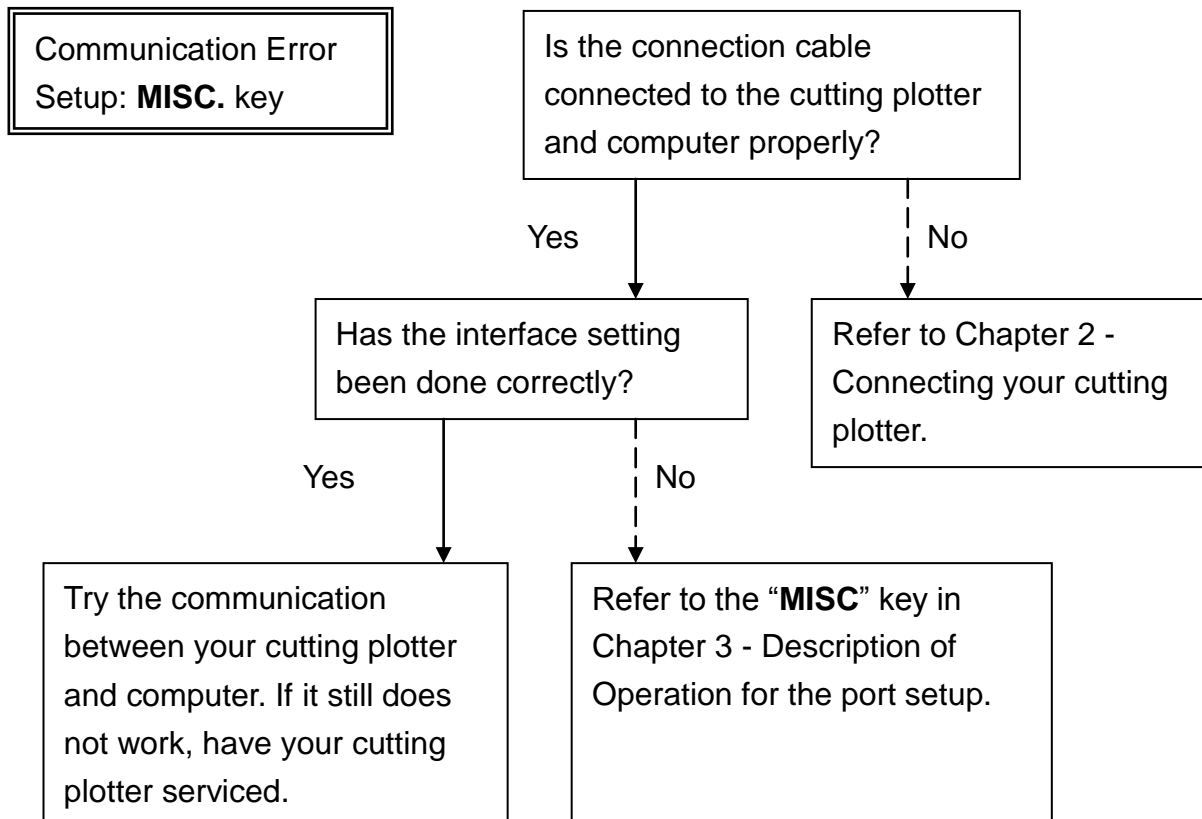 Communication Error
Setup: MISC. key
Is the connection cable
connected to the cutting plotter
and computer properly?
Yes
No
Has the interface setting
been done correctly?
Refer to Chapter 2 -
Connecting your cutting
plotter.
Yes
No
Try the communication
between your cutting plotter
and computer. If it still does
not work, have your cutting
plotter serviced.
Refer to the “MISC” key in
Chapter 3 - Description of
Operation for the port setup.